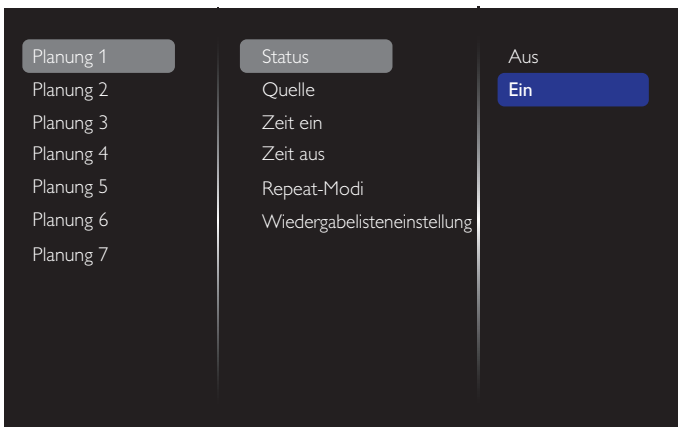 Planung 1
Planung 2
Planung 3
Planung 4
Planung 5
Planung 6
Planung 7
Status
Quelle
Zeit ein
Zeit aus
Repeat-Modi
Wiedergabelisteneinstellung
Aus
Ein